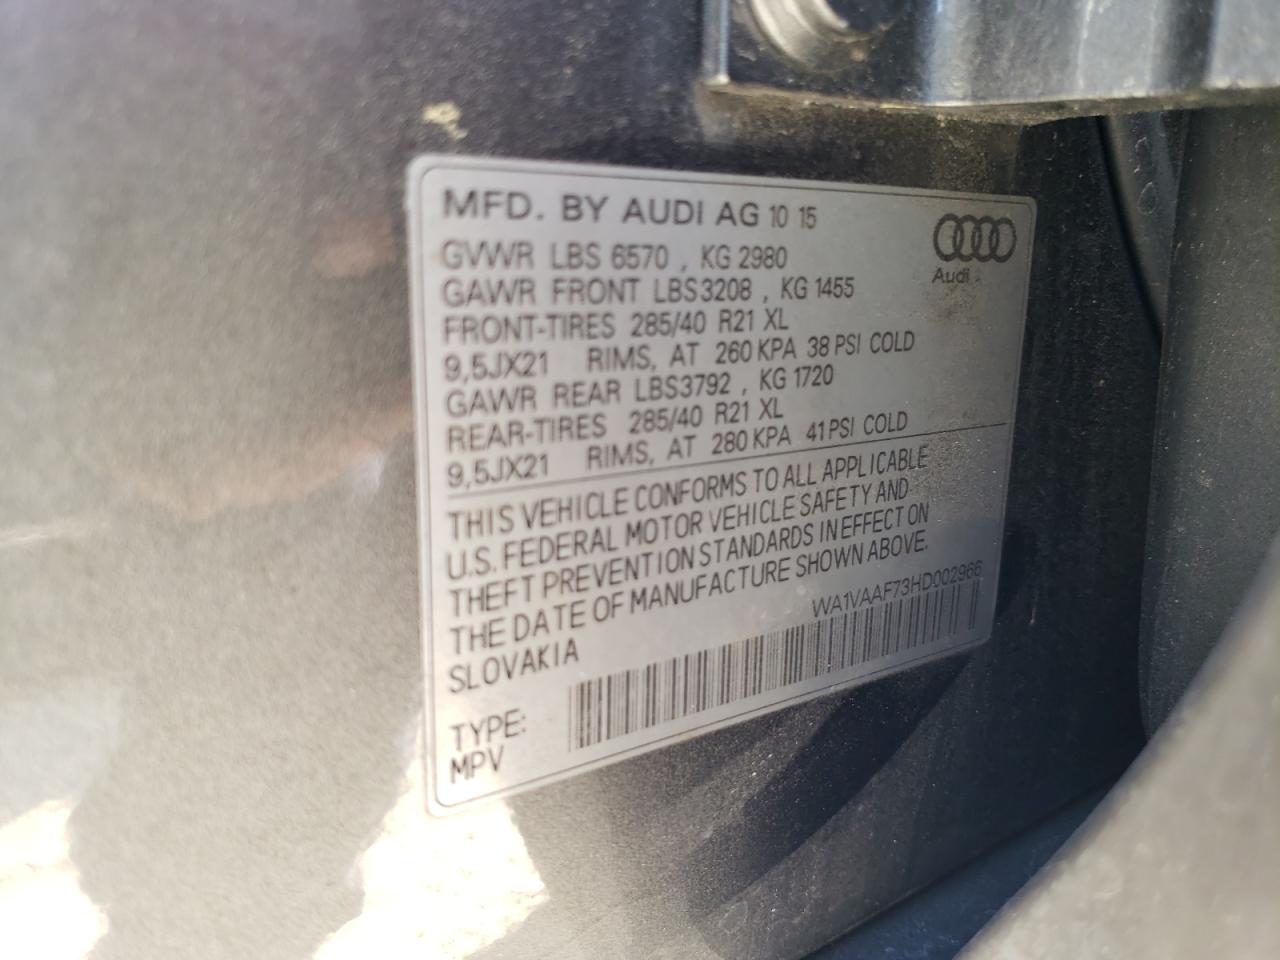 MFD. BY AUDI AG 10 15
GVWR LBS 6570 , KG 2980
GAWR FRONT LBS3208 , KG 1455
FRONT-TIRES 285/40 R21 XL
9,5JX21 RIMS, AT 260 KPA 38 PSI COLD
GAWR REAR LBS3792 , KG 1720
REAR-TIRES 285/40 R21 XL
9,5JX21 RIMS, AT 280 KPA 41 PSI COLD
Audi
THIS VEHICLE CONFORMS TO ALL APPLICABLE
U.S. FEDERAL MOTOR VEHICLE SAFETY AND
THEFT PREVENTION STANDARDS IN EFFECT ON
THE DATE OF MANUFACTURE SHOWN ABOVE.
SLOVAKIA
WA1VAAF73HD002966
TYPE:
MPV